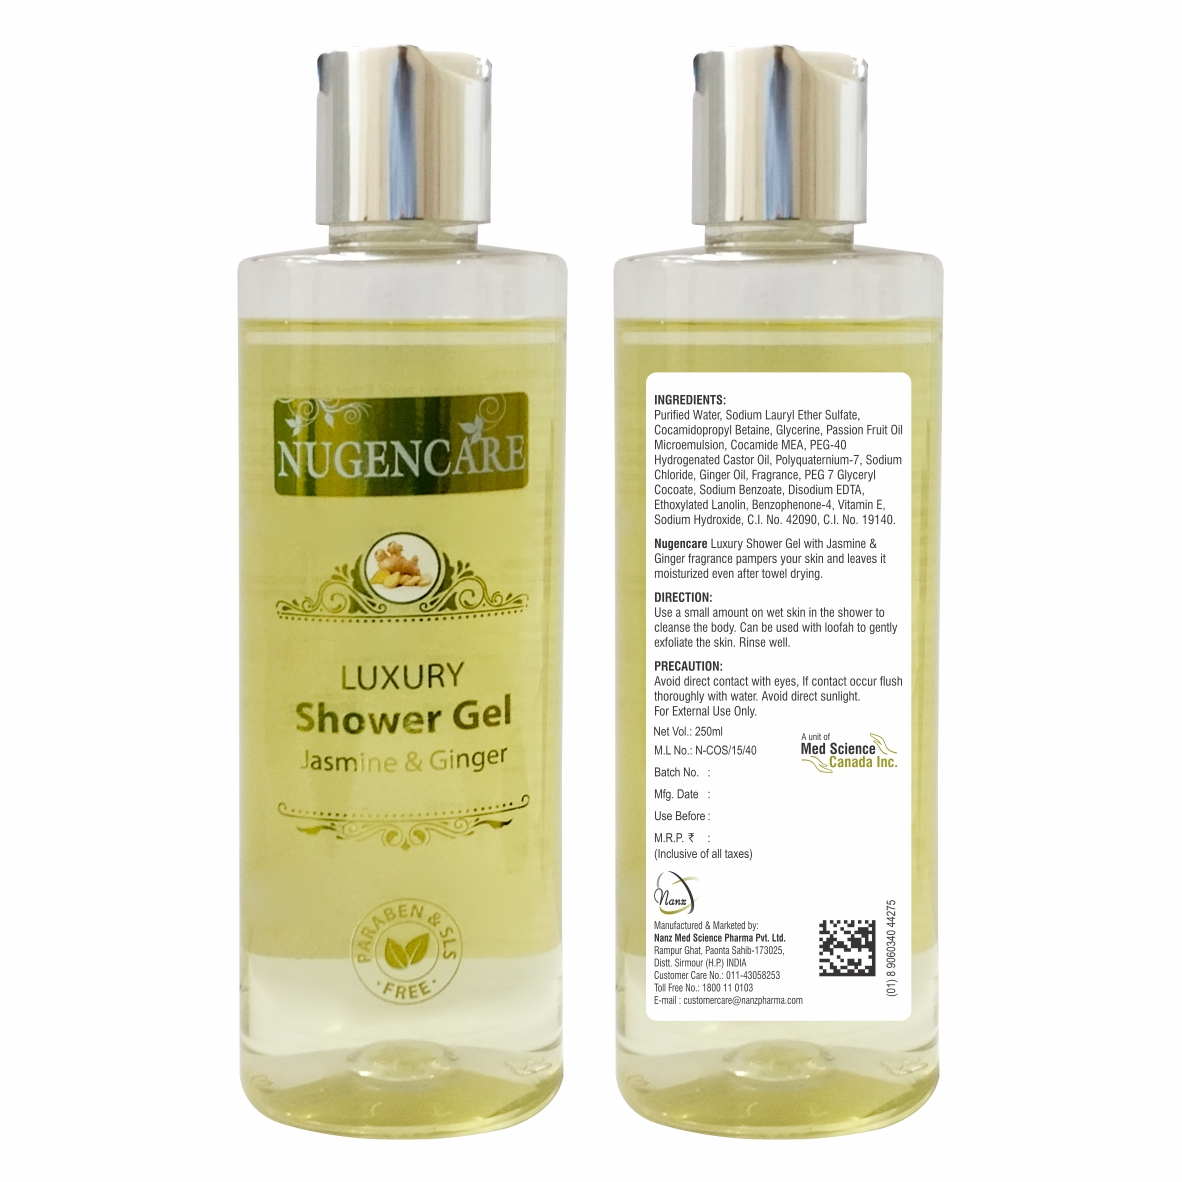 NUGENCARE
LUXURY
Shower Gel
Jasmine & Ginger
PARABEN & SLS
• FREE •
INGREDIENTS:
Purified Water, Sodium Lauryl Ether Sulfate,
Cocamidopropyl Betaine, Glycerine, Passion Fruit Oil
Microemulsion, Cocamide MEA, PEG-40
Hydrogenated Castor Oil, Polyquaternium-7, Sodium
Chloride, Ginger Oil, Fragrance, PEG 7 Glyceryl
Cocoate, Sodium Benzoate, Disodium EDTA,
Ethoxylated Lanolin, Benzophenone-4, Vitamin E,
Sodium Hydroxide, C.I. No. 42090, C.I. No. 19140.
Nugencare Luxury Shower Gel with Jasmine &
Ginger fragrance pampers your skin and leaves it
moisturized even after towel drying.
DIRECTION:
Use a small amount on wet skin in the shower to
cleanse the body. Can be used with loofah to gently
exfoliate the skin. Rinse well.
PRECAUTION:
Avoid direct contact with eyes, If contact occur flush
thoroughly with water. Avoid direct sunlight.
For External Use Only.
Net Vol.: 250ml
M.L No.: N-COS/15/40
Batch No. :
Mfg. Date :
Use Before :
M.R.P. ₹ :
(Inclusive of all taxes)
A unit of
Med Science
Canada Inc.
Nanz
Manufactured & Marketed by:
Nanz Med Science Pharma Pvt. Ltd.
Rampur Ghat, Paonta Sahib-173025,
Distt. Sirmour (H.P.) INDIA
Customer Care No.: 011-43058253
Toll Free No.: 1800 11 0103
E-mail : customercare@nanzpharma.com
(01) 8 9060340 44275